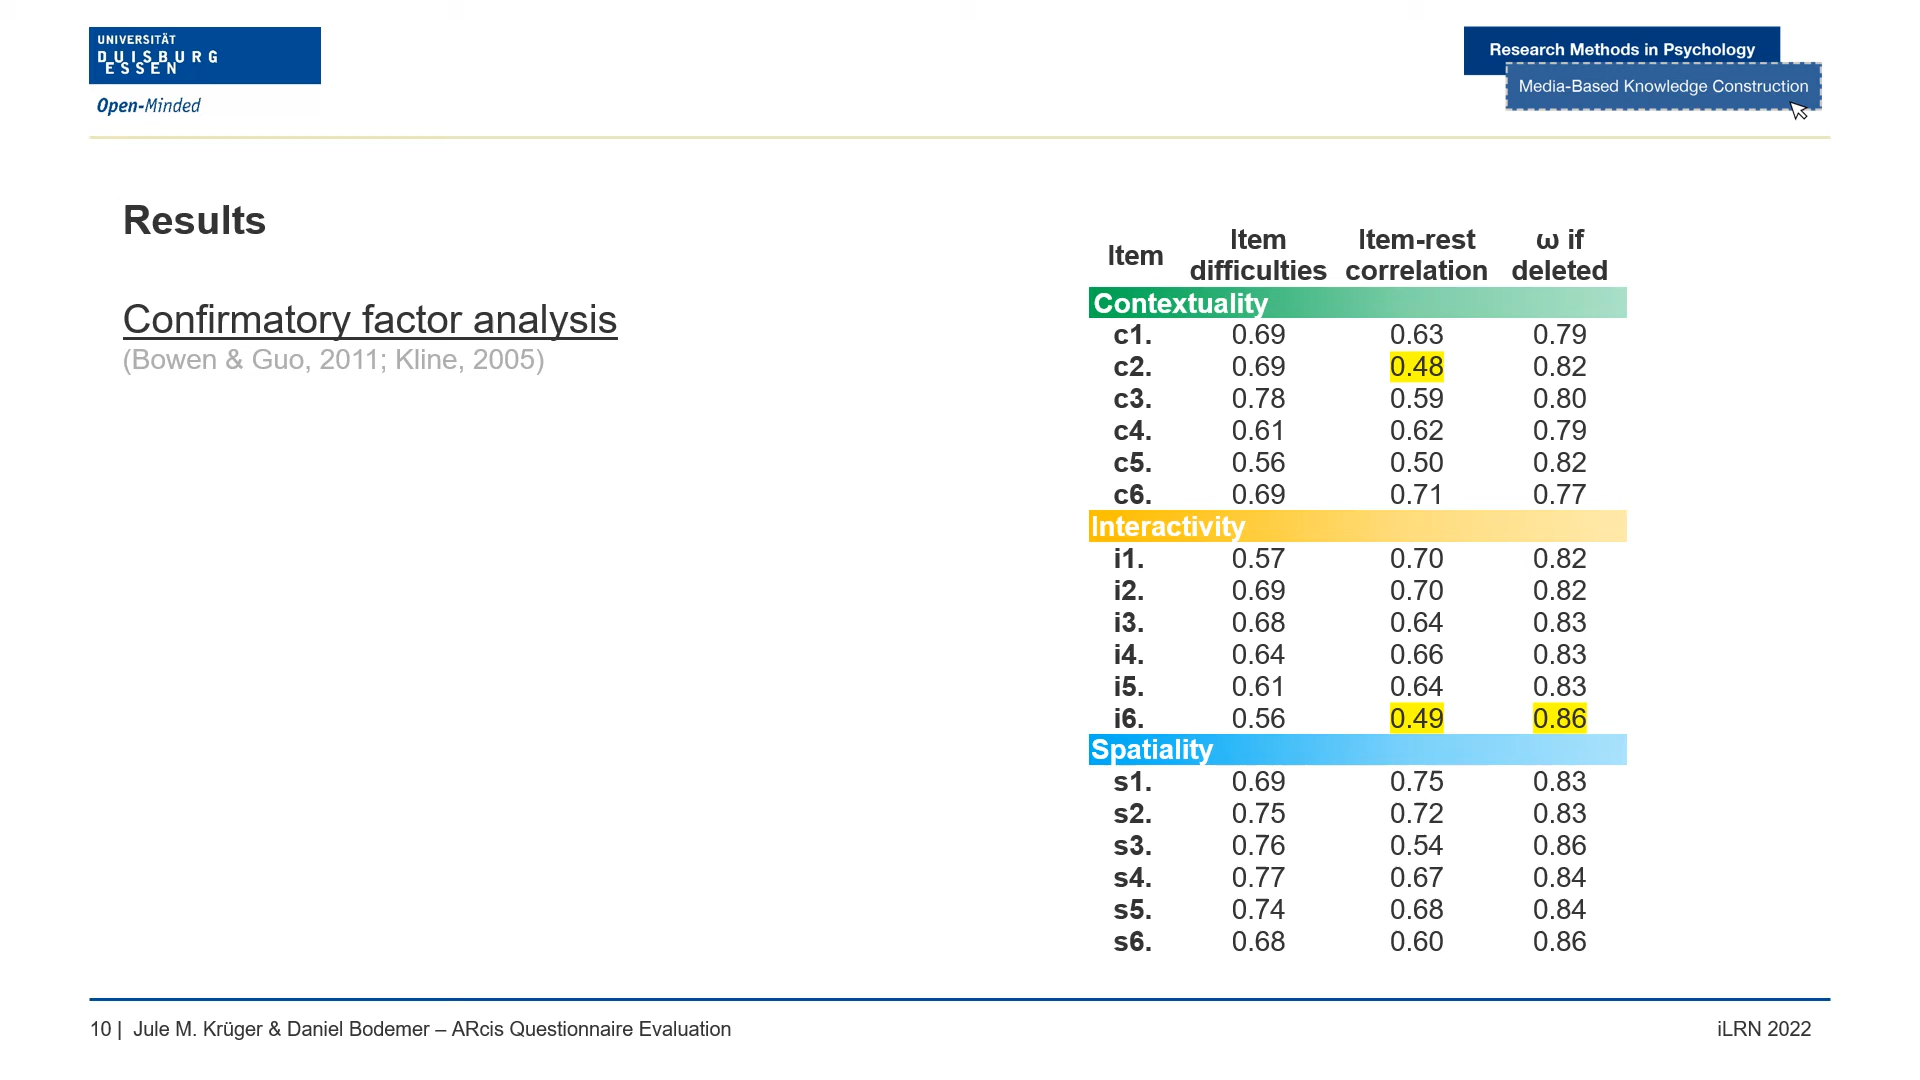 UNIVERSITÄT
DUISBURG
ESSEN
Open-Minded
Research Methods in Psychology
Media-Based Knowledge Construction
Results
Confirmatory factor analysis
(Bowen & Guo, 2011; Kline, 2005)
Item Item difficulties Item-rest correlation ω if deleted
Contextuality
c1. 0.69 0.63 0.79
c2. 0.69 0.48 0.82
c3. 0.78 0.59 0.80
c4. 0.61 0.62 0.79
c5. 0.56 0.50 0.82
c6. 0.69 0.71 0.77
Interactivity
i1. 0.57 0.70 0.82
i2. 0.69 0.70 0.82
i3. 0.68 0.64 0.83
i4. 0.64 0.66 0.83
i5. 0.61 0.64 0.83
i6. 0.56 0.49 0.86
Spatiality
s1. 0.69 0.75 0.83
s2. 0.75 0.72 0.83
s3. 0.76 0.54 0.86
s4. 0.77 0.67 0.84
s5. 0.74 0.68 0.84
s6. 0.68 0.60 0.86
10 | Jule M. Krüger & Daniel Bodemer – ARcis Questionnaire Evaluation
iLRN 2022